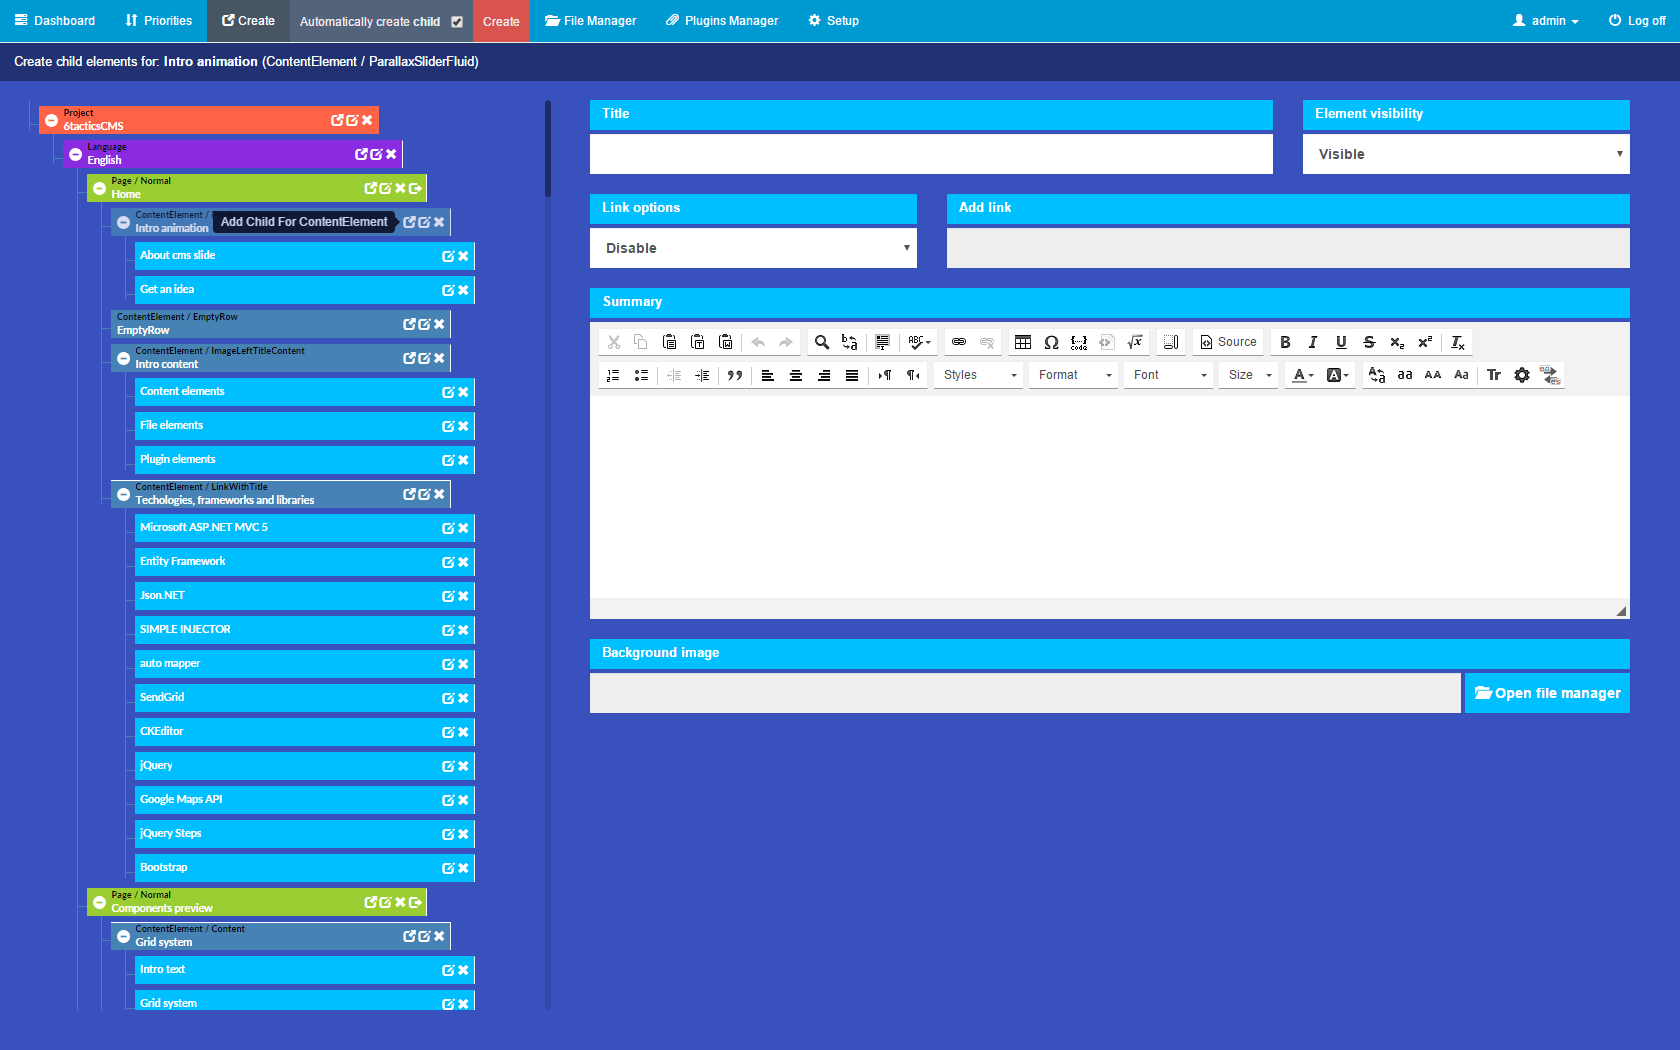 Dashboard Priorities Create Automatically create child Create File Manager Plugins Manager Setup admin Log off
Create child elements for: Intro animation (ContentElement / ParallaxSliderFluid)
Project
6tacticsCMS
Language
English
Page / Normal
Home
ContentElement /
Intro animation
Add Child For ContentElement
About cms slide
Get an idea
ContentElement / EmptyRow
EmptyRow
ContentElement / ImageLeftTitleContent
Intro content
Content elements
File elements
Plugin elements
ContentElement / LinkWithTitle
Techologies, frameworks and libraries
Microsoft ASP.NET MVC 5
Entity Framework
Json.NET
SIMPLE INJECTOR
auto mapper
SendGrid
CKEditor
jQuery
Google Maps API
jQuery Steps
Bootstrap
Page / Normal
Components preview
ContentElement / Content
Grid system
Intro text
Grid system
Title
Element visibility
Visible
Link options
Add link
Disable
Summary
Source
Styles Format Font Size
Background image
Open file manager